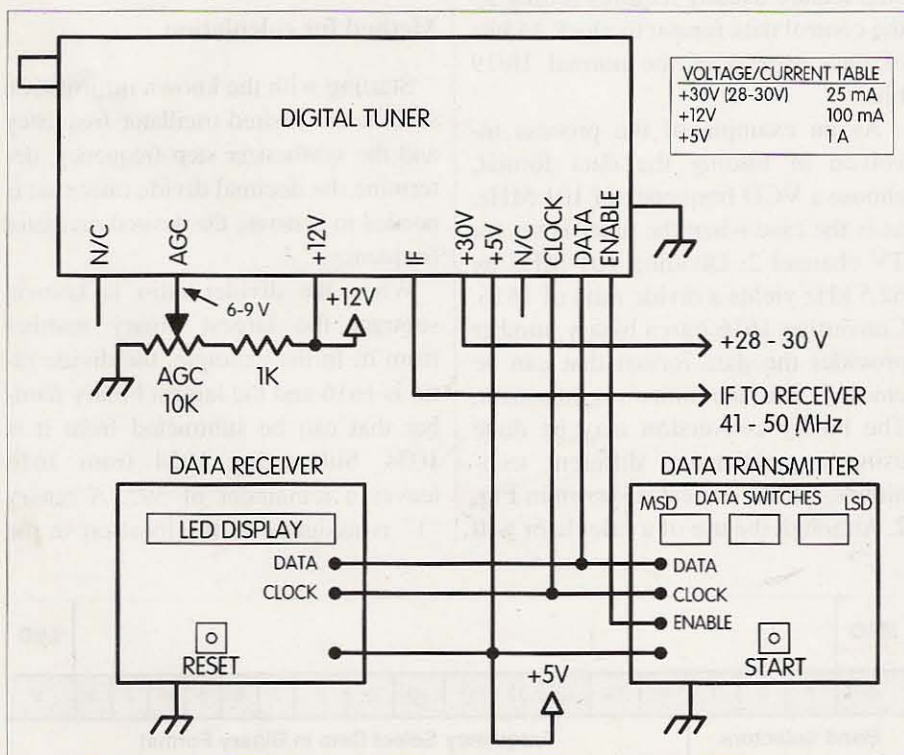 DIGITAL TUNER
VOLTAGE/CURRENT TABLE
+30V (28-30V) 25 mA
+12V 100 mA
+5V 1A
N/C
AGC
+12V
IF
+30V
+5V
N/C
CLOCK
DATA
ENABLE
6-9 V
+12V
AGC
10K
1K
+28 - 30 V
IF TO RECEIVER
41 - 50 MHz
DATA RECEIVER
LED DISPLAY
DATA
CLOCK
RESET
DATA TRANSMITTER
MSD DATA SWITCHES LSD
DATA
CLOCK
ENABLE
START
+5V